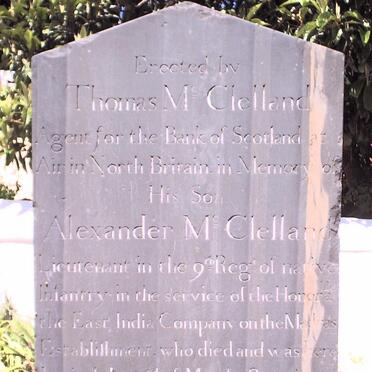 Erected by
Thomas Mc. Clelland
Agent for the Bank of Scotland at
Air in North Britain in Memory of
His Son
Alexander Mc. Clelland
Lieutenant in the 9th Regt. of native
Infantry in the service of the Honorb
the East India Company on the Madras
Establishment who died and was